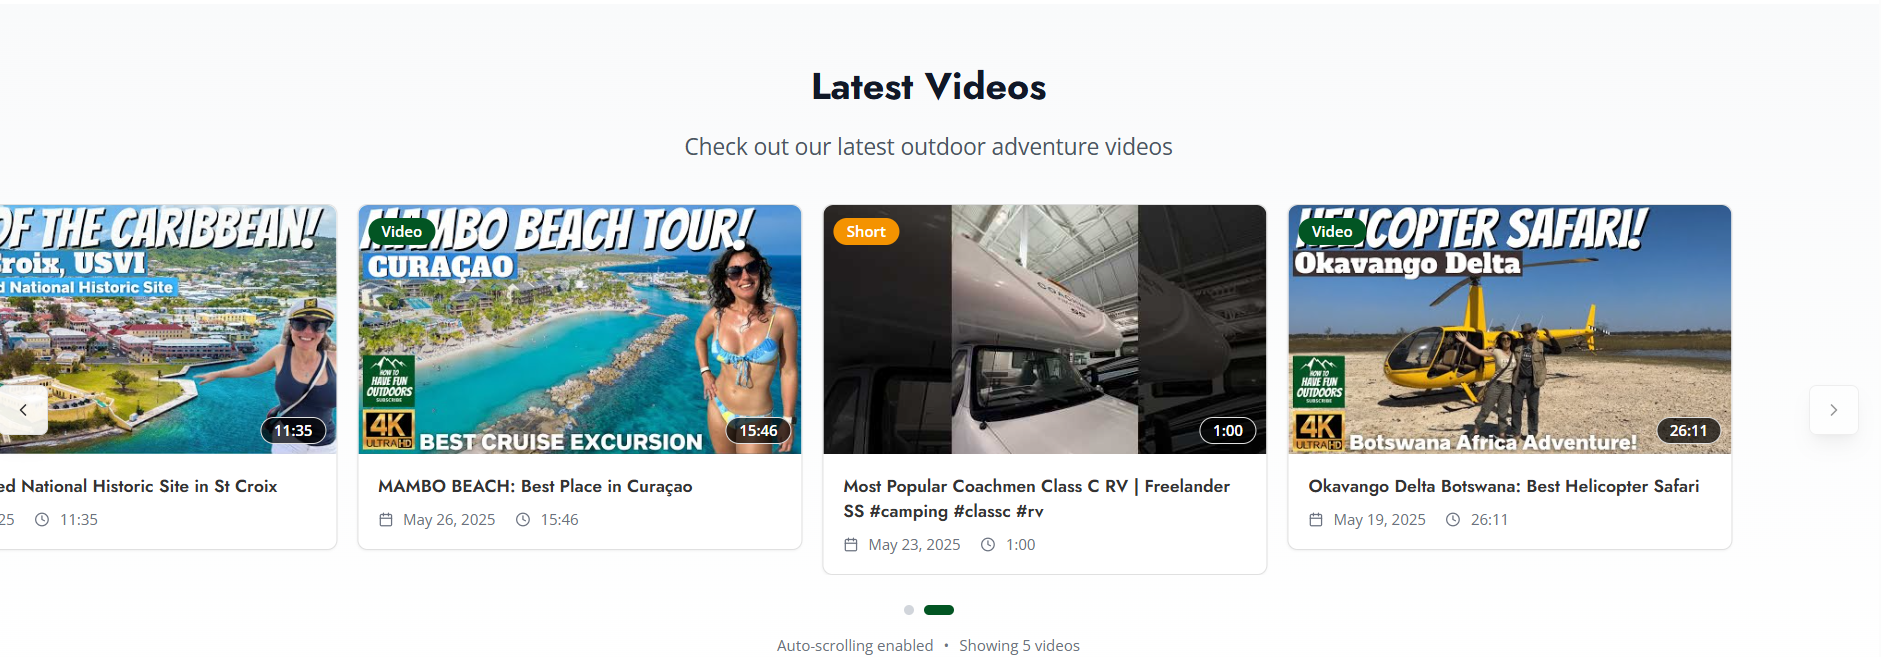 Latest Videos
Check out our latest outdoor adventure videos
OF THE CARIBBEAN!
Croix, USVI
d National Historic Site
11:35
ed National Historic Site in St Croix
25 11:35
Video
MAMBO BEACH TOUR!
CURAÇAO
HOW TO
HAVE FUN
OUTDOORS
SUBSCRIBE
4K
ULTRA HD
BEST CRUISE EXCURSION
15:46
MAMBO BEACH: Best Place in Curaçao
May 26, 2025 15:46
Short
COACHMEN
SS
1:00
Most Popular Coachmen Class C RV | Freelander
SS #camping #classc #rv
May 23, 2025 1:00
Video
HELICOPTER SAFARI!
Okavango Delta
HOW TO
HAVE FUN
OUTDOORS
SUBSCRIBE
4K
ULTRA HD
Botswana Africa Adventure!
26:11
Okavango Delta Botswana: Best Helicopter Safari
May 19, 2025 26:11
Auto-scrolling enabled • Showing 5 videos